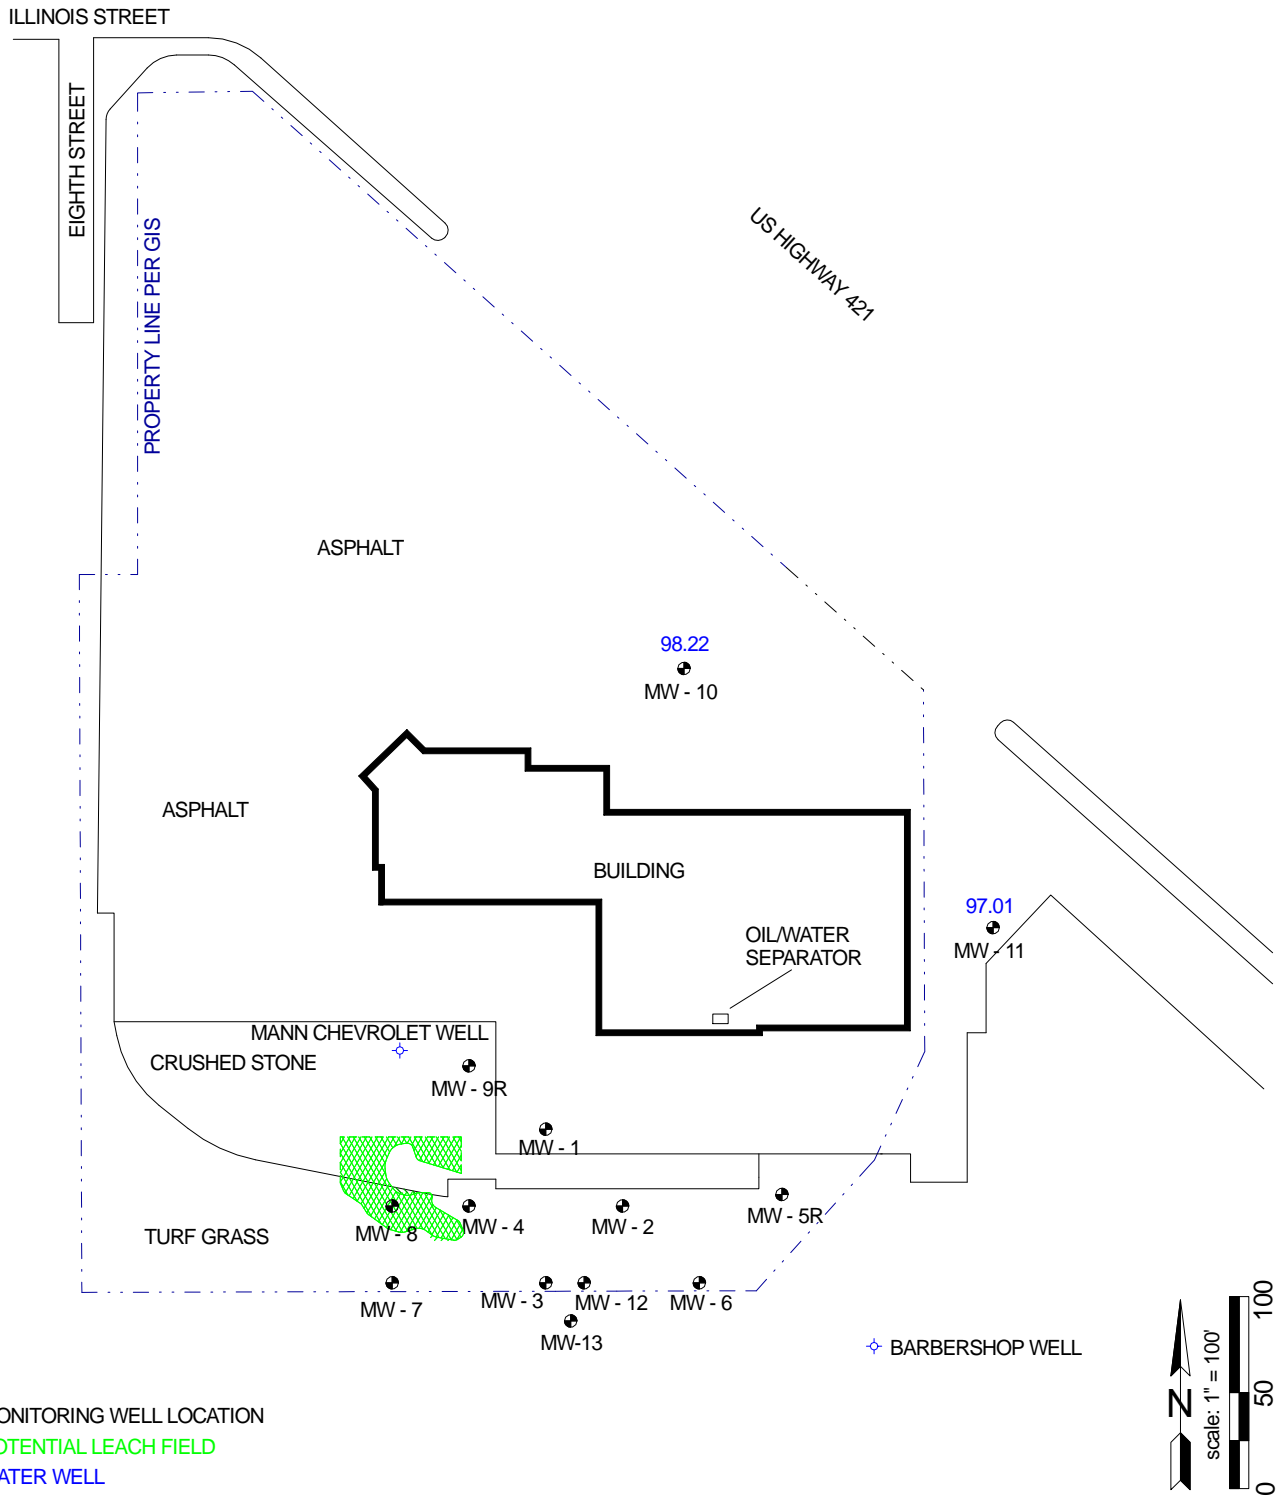 ILLINOIS STREET
EIGHTH STREET
PROPERTY LINE PER GIS
US HIGHWAY 421
ASPHALT
98.22
MW - 10
ASPHALT
BUILDING
97.01
MW - 11
OIL/WATER
SEPARATOR
MANN CHEVROLET WELL
CRUSHED STONE
MW - 9R
MW - 1
MW - 8
MW - 4
MW - 2
MW - 5R
TURF GRASS
MW - 7
MW - 3
MW - 12
MW - 6
MW-13
BARBERSHOP WELL
N
scale: 1" = 100'
0
50
100
ONITORING WELL LOCATION
OTENTIAL LEACH FIELD
ATER WELL